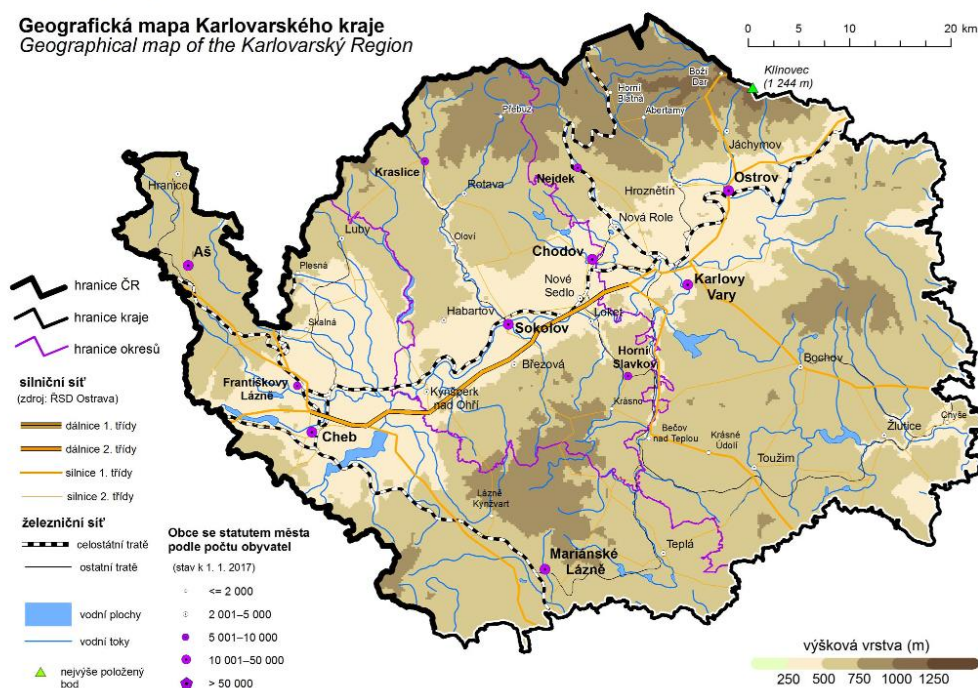 Geografická mapa Karlovarského kraje
Geographical map of the Karlovarský Region
0 10 20 km
Klínovec
(1 244 m)
Boží
Dar
Horní
Blatná
Přebuz
Abertamy
Jáchymov
Kraslice
Nejdek
Ostrov
Hranice
Rotava
Hroznětín
Nová Role
Luby
Oloví
Chodov
Aš
Plesná
Karlovy
Vary
Nové
Sedlo
Habartov
Loket
Skalná
Sokolov
Březová
Horní
Slavkov
Bochov
Františkovy
Lázně
Kynšperk
nad Ohří
Krásno
Chyše
Žlutice
Cheb
Bečov
nad Teplou
Krásné
Údolí
Toužim
Lázně
Kynžvart
Teplá
Mariánské
Lázně
hranice ČR
hranice kraje
hranice okresů
silniční síť
(zdroj: ŘSD Ostrava)
dálnice 1. třídy
dálnice 2. třídy
silnice 1. třídy
silnice 2. třídy
železniční síť
celostátní tratě
ostatní tratě
vodní plochy
vodní toky
nejvýše položený
bod
Obce se statutem města
podle počtu obyvatel
(stav k 1. 1. 2017)
<= 2 000
2 001–5 000
5 001–10 000
10 001–50 000
> 50 000
výšková vrstva (m)
250 500 750 1000 1250